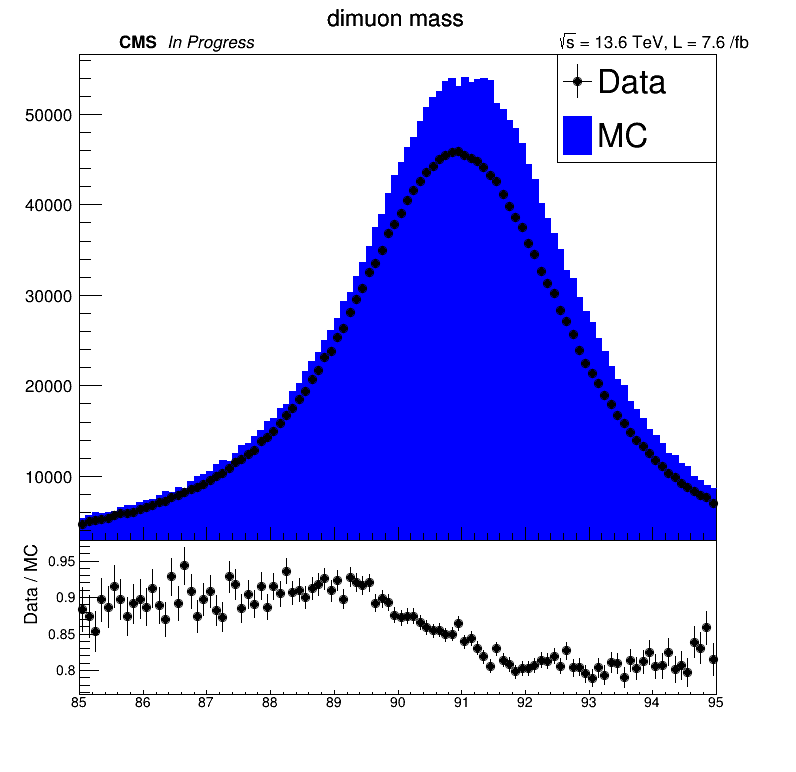 dimuon mass
CMS In Progress
√s = 13.6 TeV, L = 7.6 /fb
Data
MC
50000
40000
30000
20000
10000
Data / MC
0.95
0.9
0.85
0.8
85 86 87 88 89 90 91 92 93 94 95